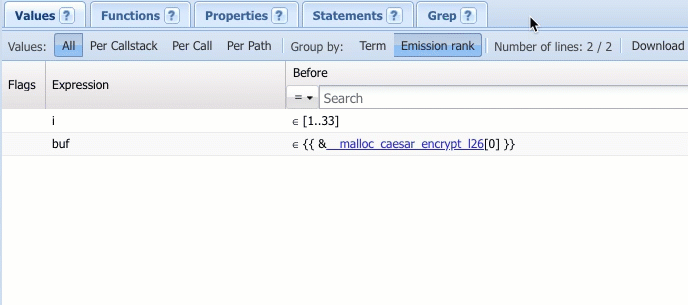 Values ? Functions ? Properties ? Statements ? Grep ?
Values: All Per Callstack Per Call Per Path Group by: Term Emission rank Number of lines: 2 / 2 Download
Flags Expression Before
= Search
i ∈ [1..33]
buf ∈ {{ &__malloc_caesar_encrypt_l26[0] }}